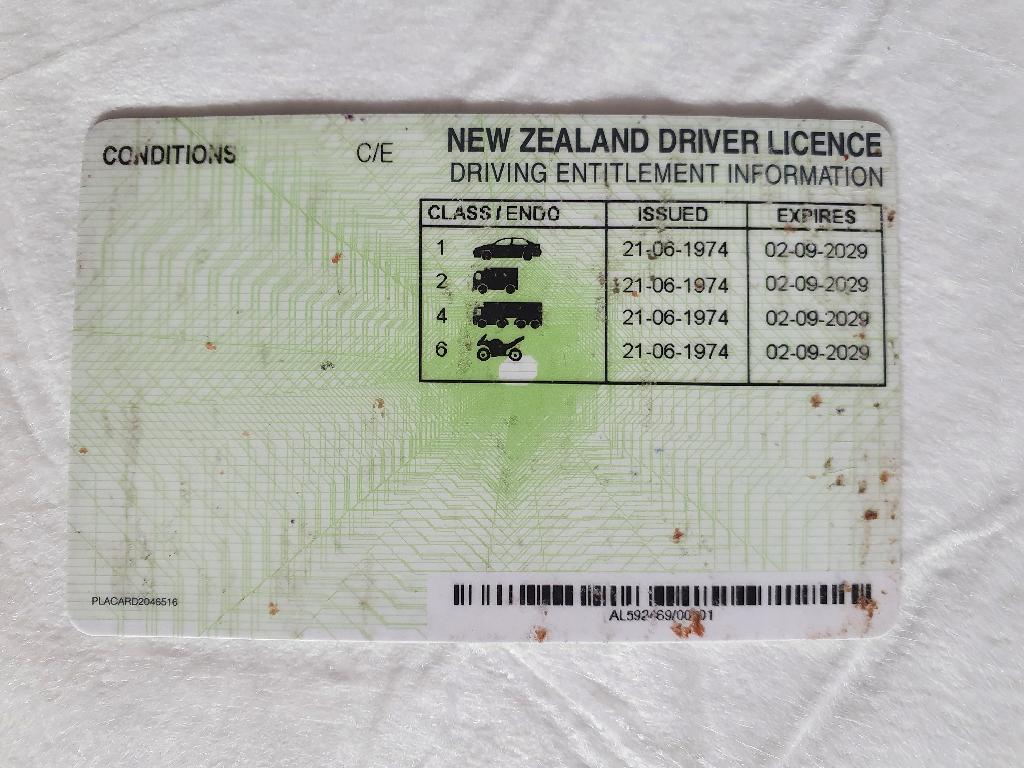 CONDITIONS C/E
NEW ZEALAND DRIVER LICENCE
DRIVING ENTITLEMENT INFORMATION
CLASS / ENDO ISSUED EXPIRES
1 21-06-1974 02-09-2029
2 21-06-1974 02-09-2029
4 21-06-1974 02-09-2029
6 21-06-1974 02-09-2029
PLACARD2046516